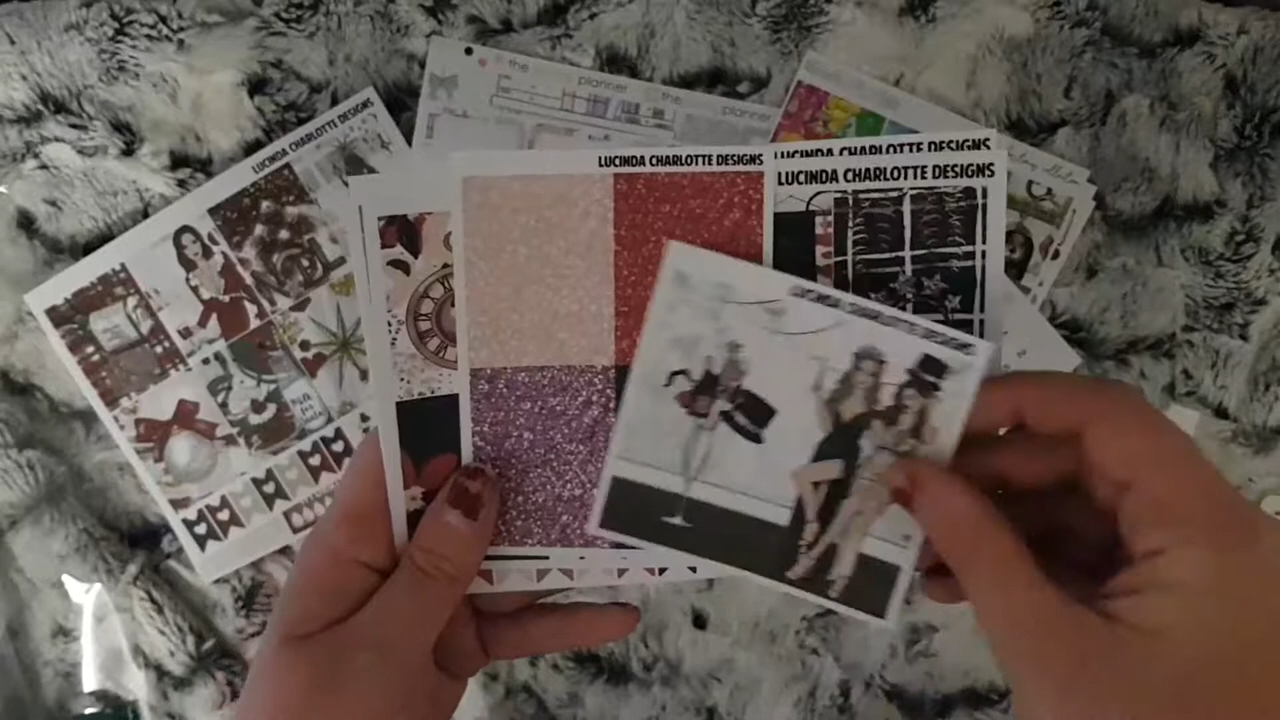 the
planner
the
planner
LUCINDA CHARLOTTE DESIGNS
LUCINDA CHARLOTTE DESIGNS
LUCINDA CHARLOTTE DESIGNS
LUCINDA CHARLOTTE DESIGNS
NOEL